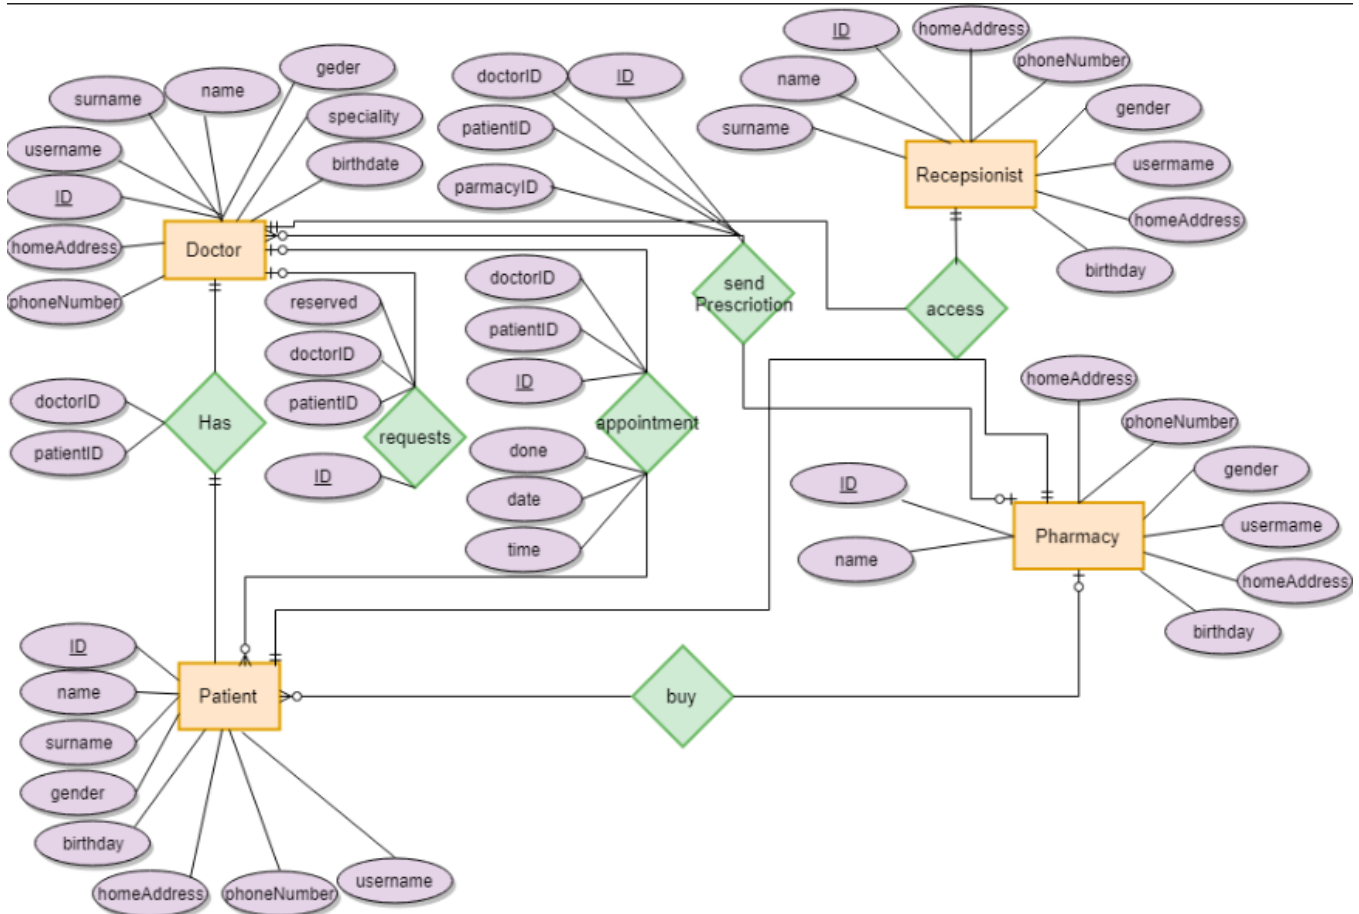 ID
homeAddress
phoneNumber
name
surname
gender
username
homeAddress
birthday
Recepsionist
geder
name
surname
speciality
username
birthdate
ID
homeAddress
phoneNumber
Doctor
doctorID
ID
patientID
parmacyID
send
Prescriotion
access
reserved
doctorID
patientID
requests
ID
doctorID
patientID
ID
appointment
done
date
time
doctorID
patientID
Has
homeAddress
phoneNumber
gender
ID
usermame
name
homeAddress
birthday
Pharmacy
ID
name
surname
gender
birthday
homeAddress
phoneNumber
username
Patient
buy